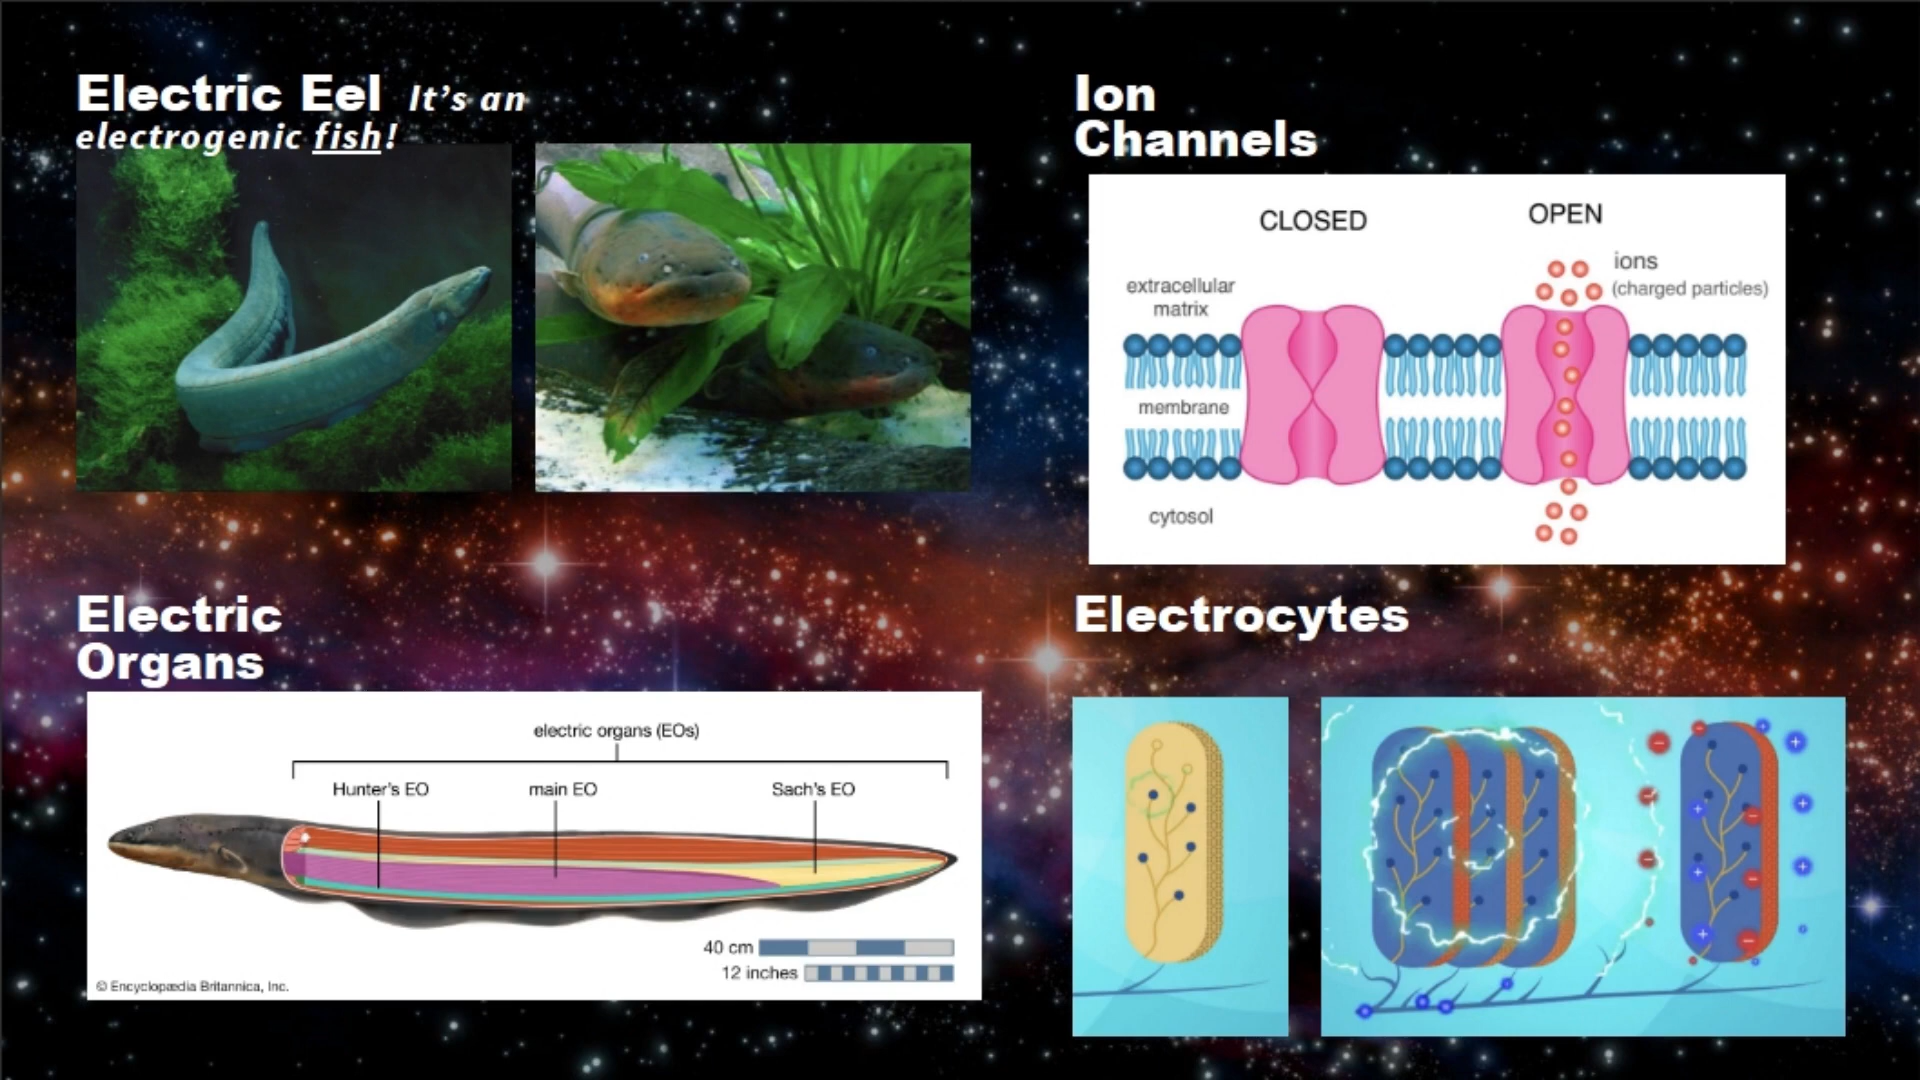 Electric Eel It's an
electrogenic fish!
Ion
Channels
CLOSED
OPEN
ions
(charged particles)
extracellular
matrix
membrane
cytosol
Electric
Organs
electric organs (EOs)
Hunter's EO
main EO
Sach's EO
40 cm
12 inches
© Encyclopædia Britannica, Inc.
Electrocytes